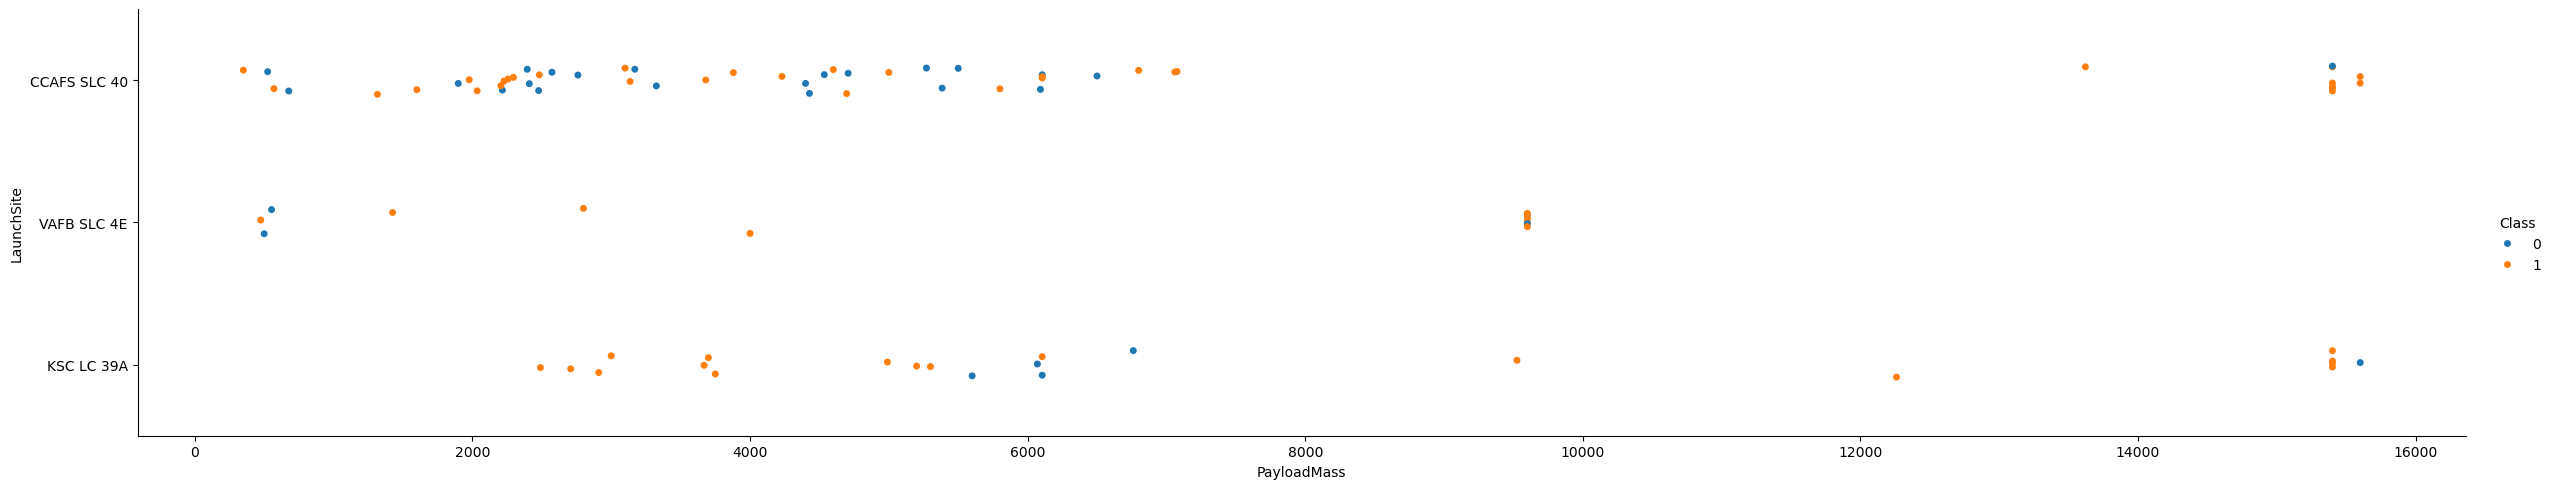 CCAFS SLC 40
VAFB SLC 4E
KSC LC 39A
LaunchSite
0
2000
4000
6000
8000
10000
12000
14000
16000
PayloadMass
Class
0
1